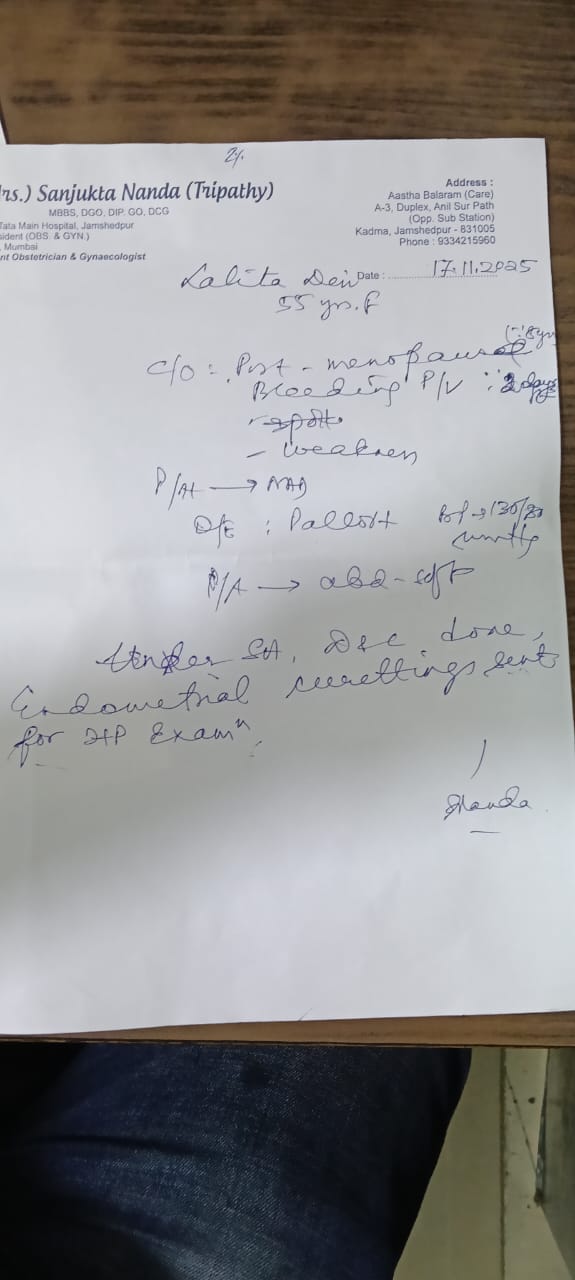 rs.) Sanjukta Nanda (Tripathy)
MBBS, DGO, DIP. GO, DCG
Tata Main Hospital, Jamshedpur
sident (OBS. & GYN.)
, Mumbai
nt Obstetrician & Gynaecologist
Address :
Aastha Balaram (Care)
A-3, Duplex, Anil Sur Path
(Opp. Sub Station)
Kadma, Jamshedpur - 831005
Phone : 9334215960
Lalita Devi Date : 17.11.2025
55 yrs. F
C/O : Post - menopausal
Bleeding P/V
- weakness
P/H → NAD
O/E : Pallor+ BP → 130/80
mmHg
P/A → abd - soft
Under SA, D&C done,
Endometrial curettings sent
for HP Examn.
Nanda